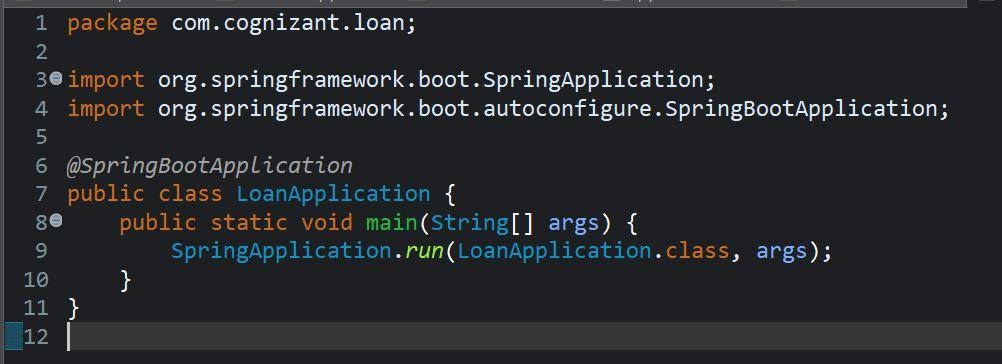 1 package com.cognizant.loan;
2
3 import org.springframework.boot.SpringApplication;
4 import org.springframework.boot.autoconfigure.SpringBootApplication;
5
6 @SpringBootApplication
7 public class LoanApplication {
8 public static void main(String[] args) {
9 SpringApplication.run(LoanApplication.class, args);
10 }
11 }
12